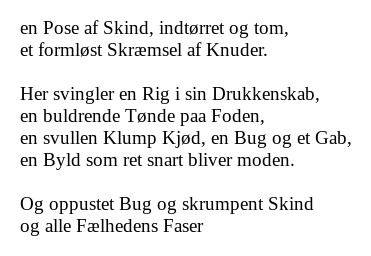 en Pose af Skind, indtørret og tom,
et formløst Skræmsel af Knuder.
Her svingler en Rig i sin Drukkenskab,
en buldrende Tønde paa Foden,
en svullen Klump Kjød, en Bug og et Gab,
en Byld som ret snart bliver moden.
Og oppustet Bug og skrumpent Skind
og alle Fælhedens Faser